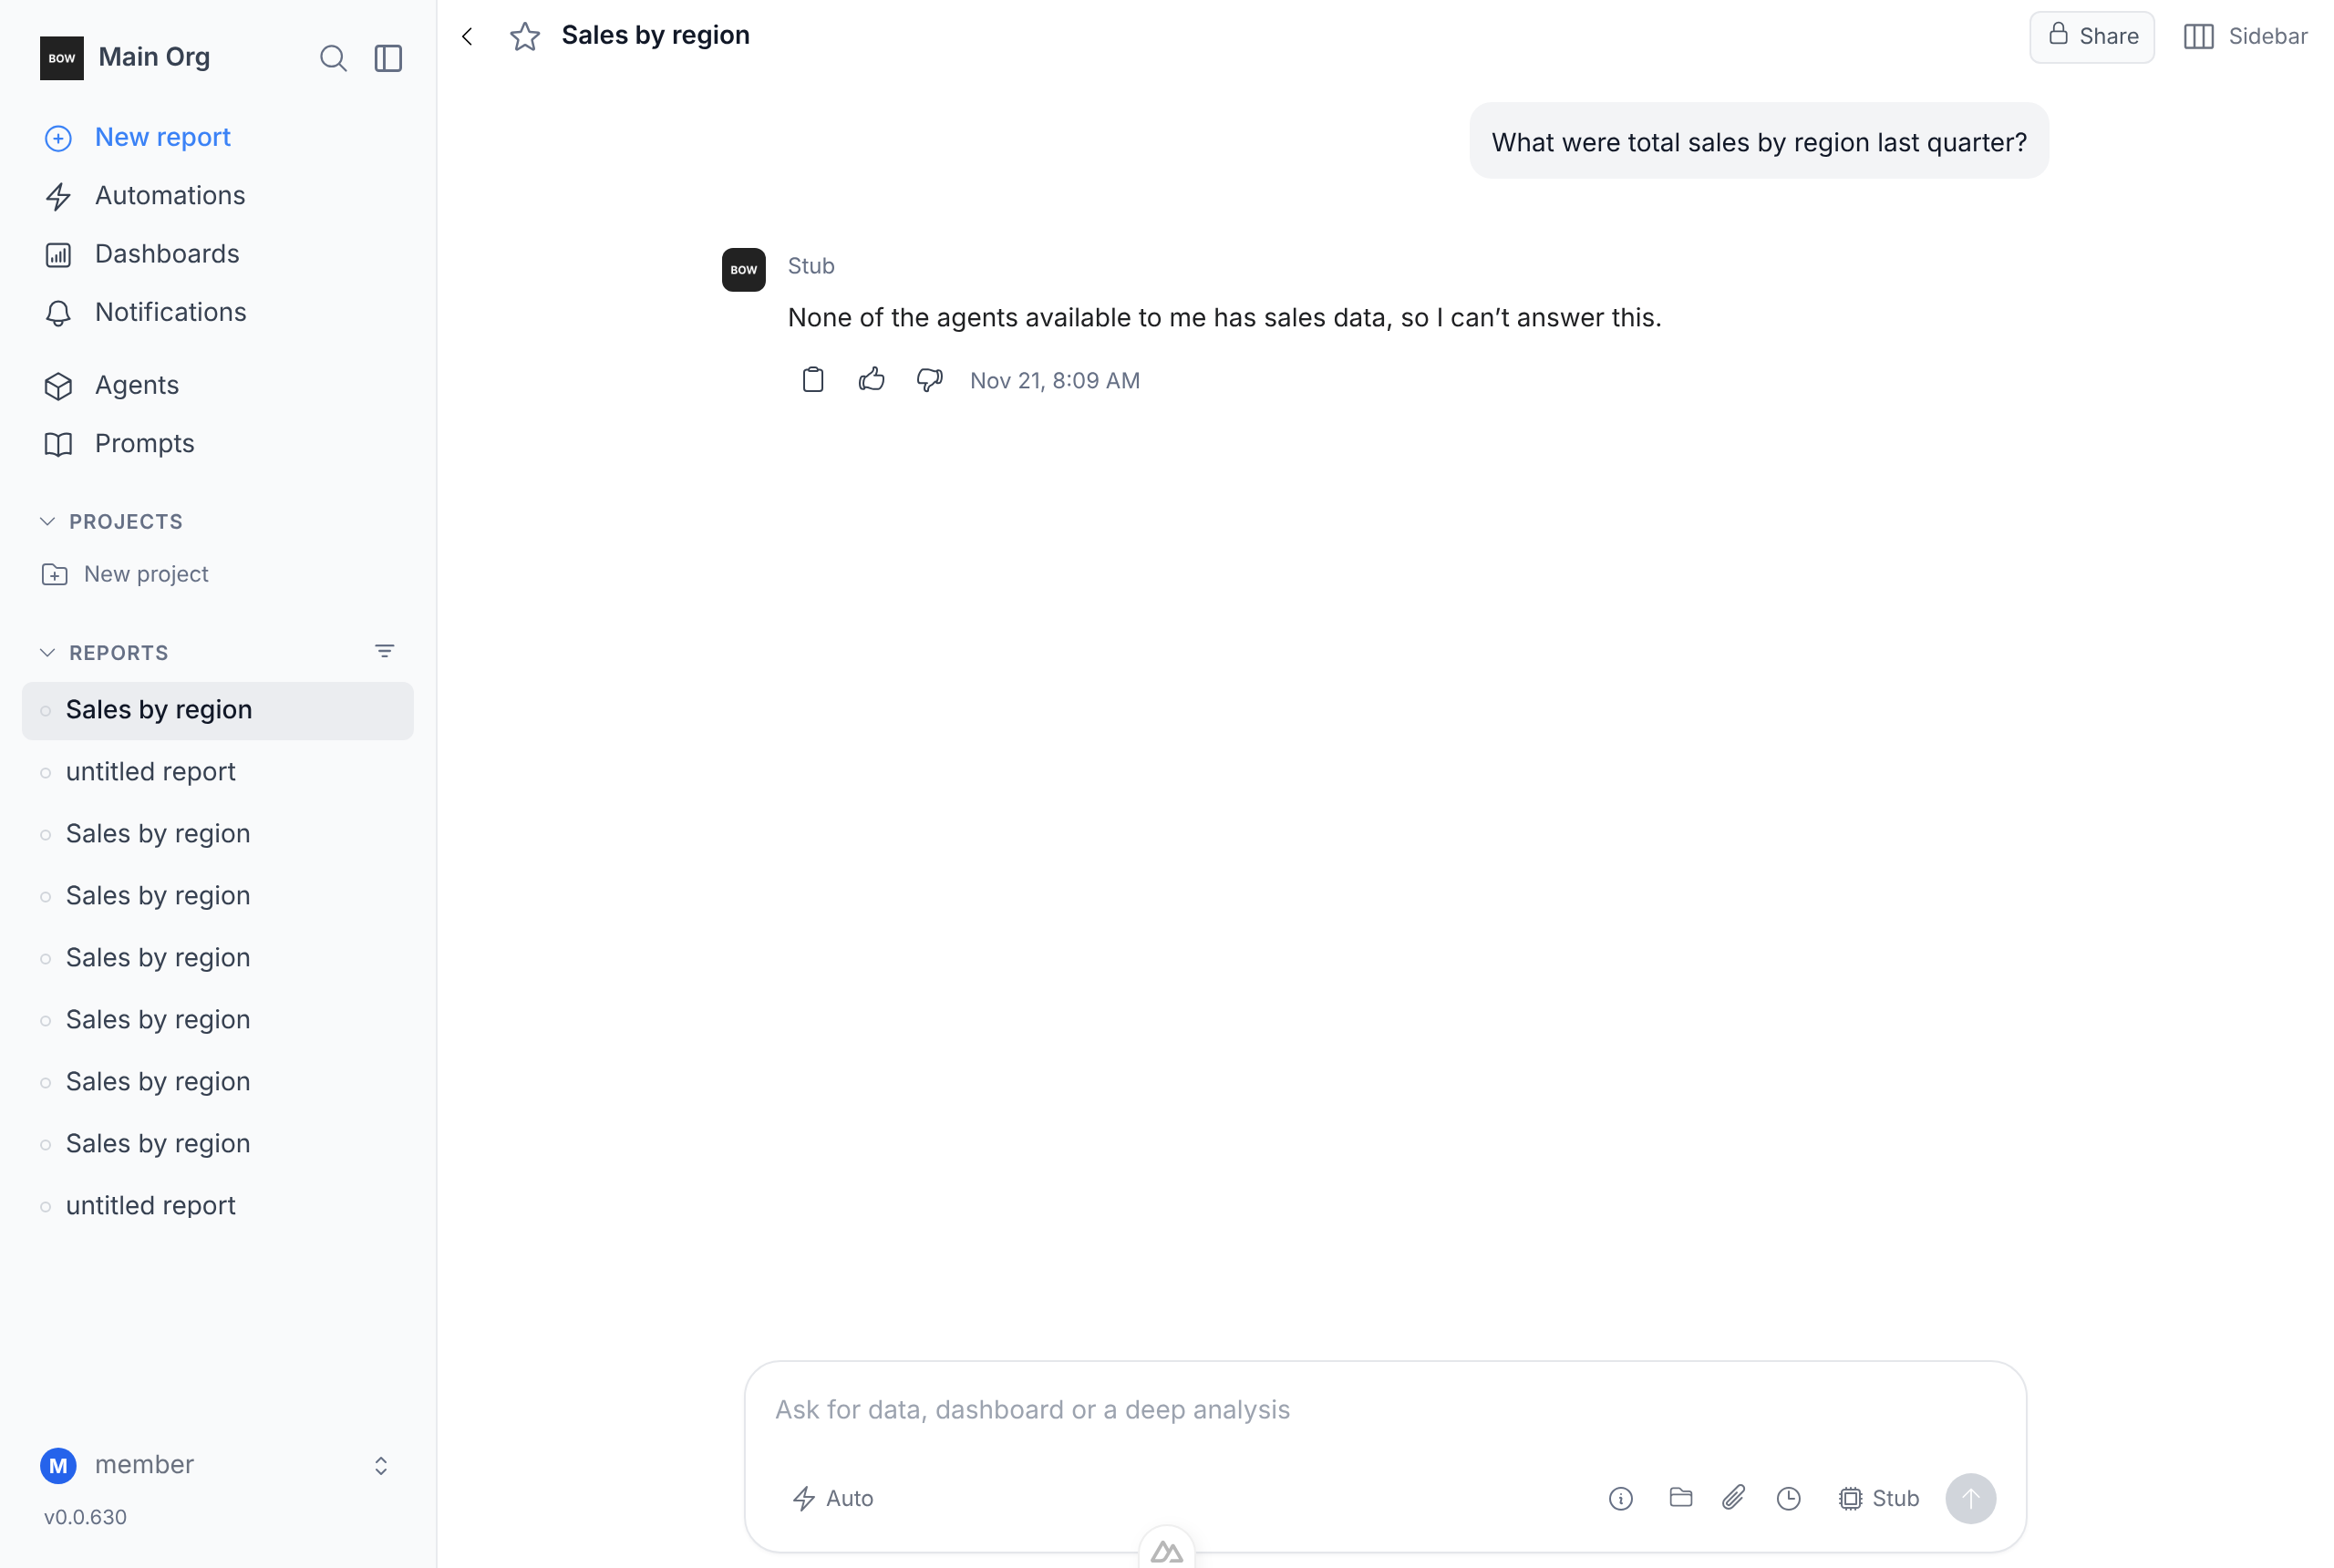 BOW
Main Org
New report
Automations
Dashboards
Notifications
Agents
Prompts
PROJECTS
New project
REPORTS
Sales by region
untitled report
Sales by region
Sales by region
Sales by region
Sales by region
Sales by region
Sales by region
untitled report
M
member
v0.0.630
Sales by region
Share
Sidebar
What were total sales by region last quarter?
BOW
Stub
None of the agents available to me has sales data, so I can’t answer this.
Nov 21, 8:09 AM
Ask for data, dashboard or a deep analysis
Auto
Stub